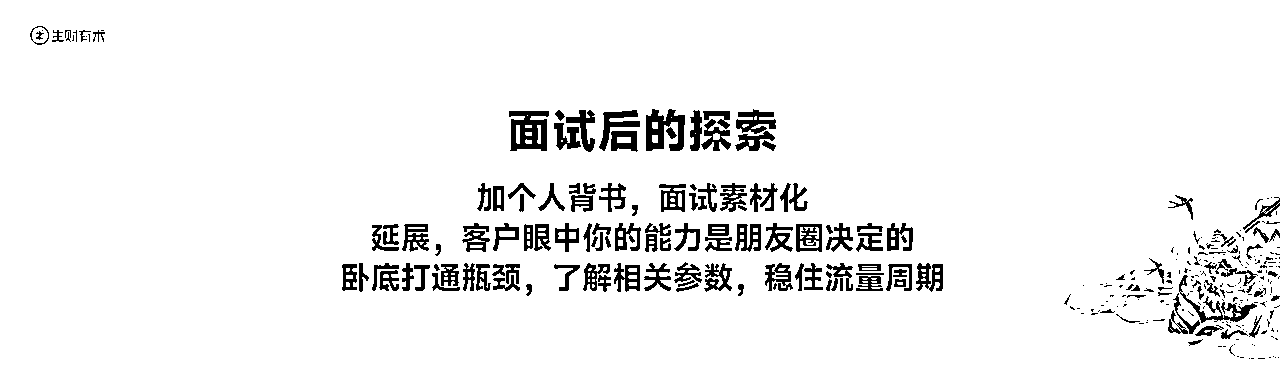 生财有术
面试后的探索
加个人背书，面试素材化
延展，客户眼中你的能力是朋友圈决定的
卧底打通瓶颈，了解相关参数，稳住流量周期